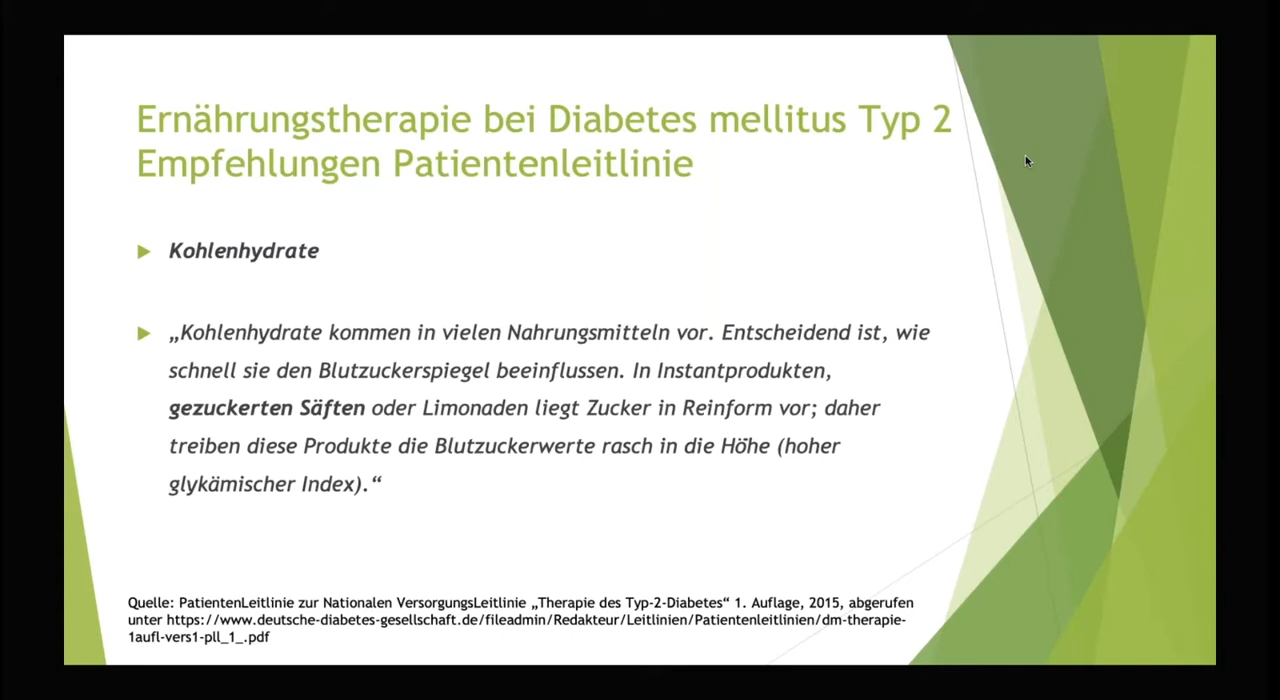 Ernährungstherapie bei Diabetes mellitus Typ 2
Empfehlungen Patientenleitlinie
Kohlenhydrate
„Kohlenhydrate kommen in vielen Nahrungsmitteln vor. Entscheidend ist, wie
schnell sie den Blutzuckerspiegel beeinflussen. In Instantprodukten,
gezuckerten Säften oder Limonaden liegt Zucker in Reinform vor; daher
treiben diese Produkte die Blutzuckerwerte rasch in die Höhe (hoher
glykämischer Index).“
Quelle: PatientenLeitlinie zur Nationalen VersorgungsLeitlinie „Therapie des Typ-2-Diabetes“ 1. Auflage, 2015, abgerufen
unter https://www.deutsche-diabetes-gesellschaft.de/fileadmin/Redakteur/Leitlinien/Patientenleitlinien/dm-therapie-
1aufl-vers1-pll_1_.pdf